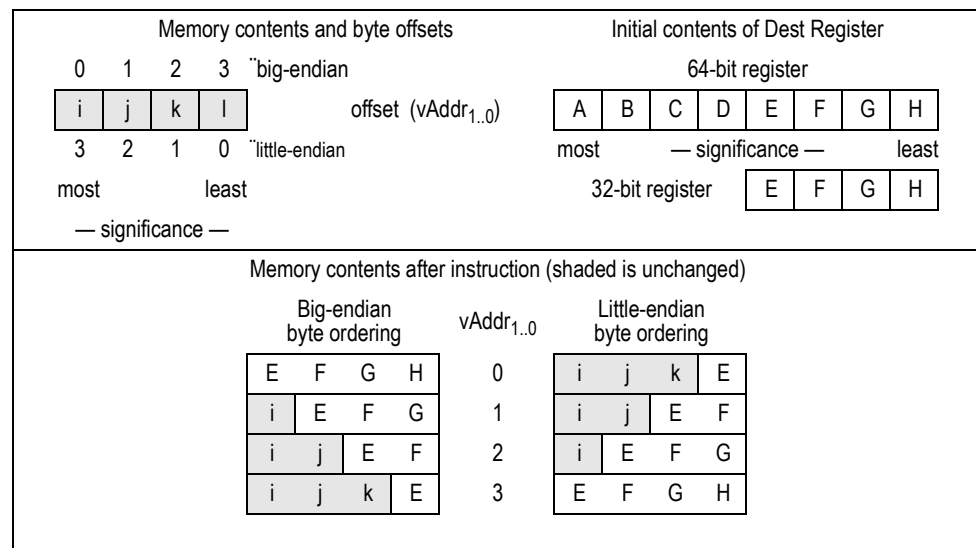 Memory contents and byte offsets
Initial contents of Dest Register
0 1 2 3 ¨big-endian
64-bit register
i j k l
offset (vAddr1..0)
A B C D E F G H
3 2 1 0 ¨little-endian
most — significance — least
most least
32-bit register E F G H
— significance —
Memory contents after instruction (shaded is unchanged)
Big-endian
byte ordering
vAddr1..0
Little-endian
byte ordering
E F G H 0 i j k E
i E F G 1 i j E F
i j E F 2 i E F G
i j k E 3 E F G H